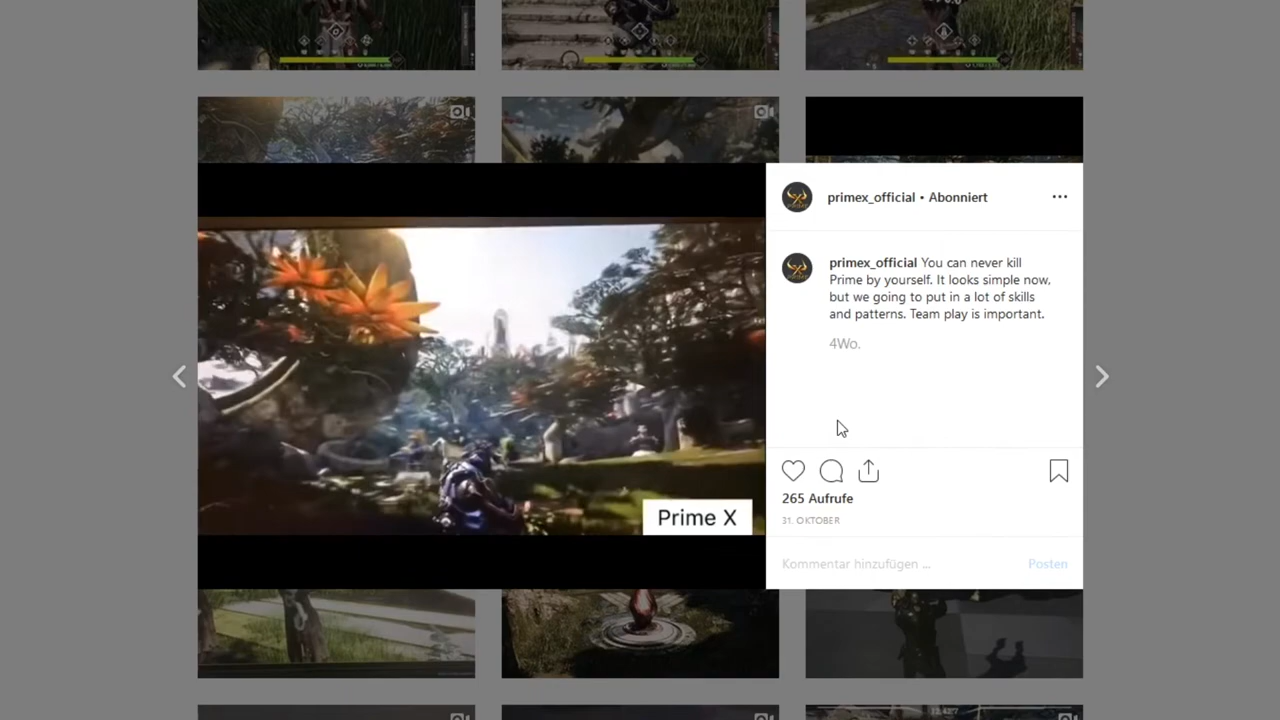 primex_official • Abonniert
primex_official You can never kill
Prime by yourself. It looks simple now,
but we going to put in a lot of skills
and patterns. Team play is important.
4Wo.
265 Aufrufe
31. OKTOBER
Kommentar hinzufügen ...
Posten
Prime X